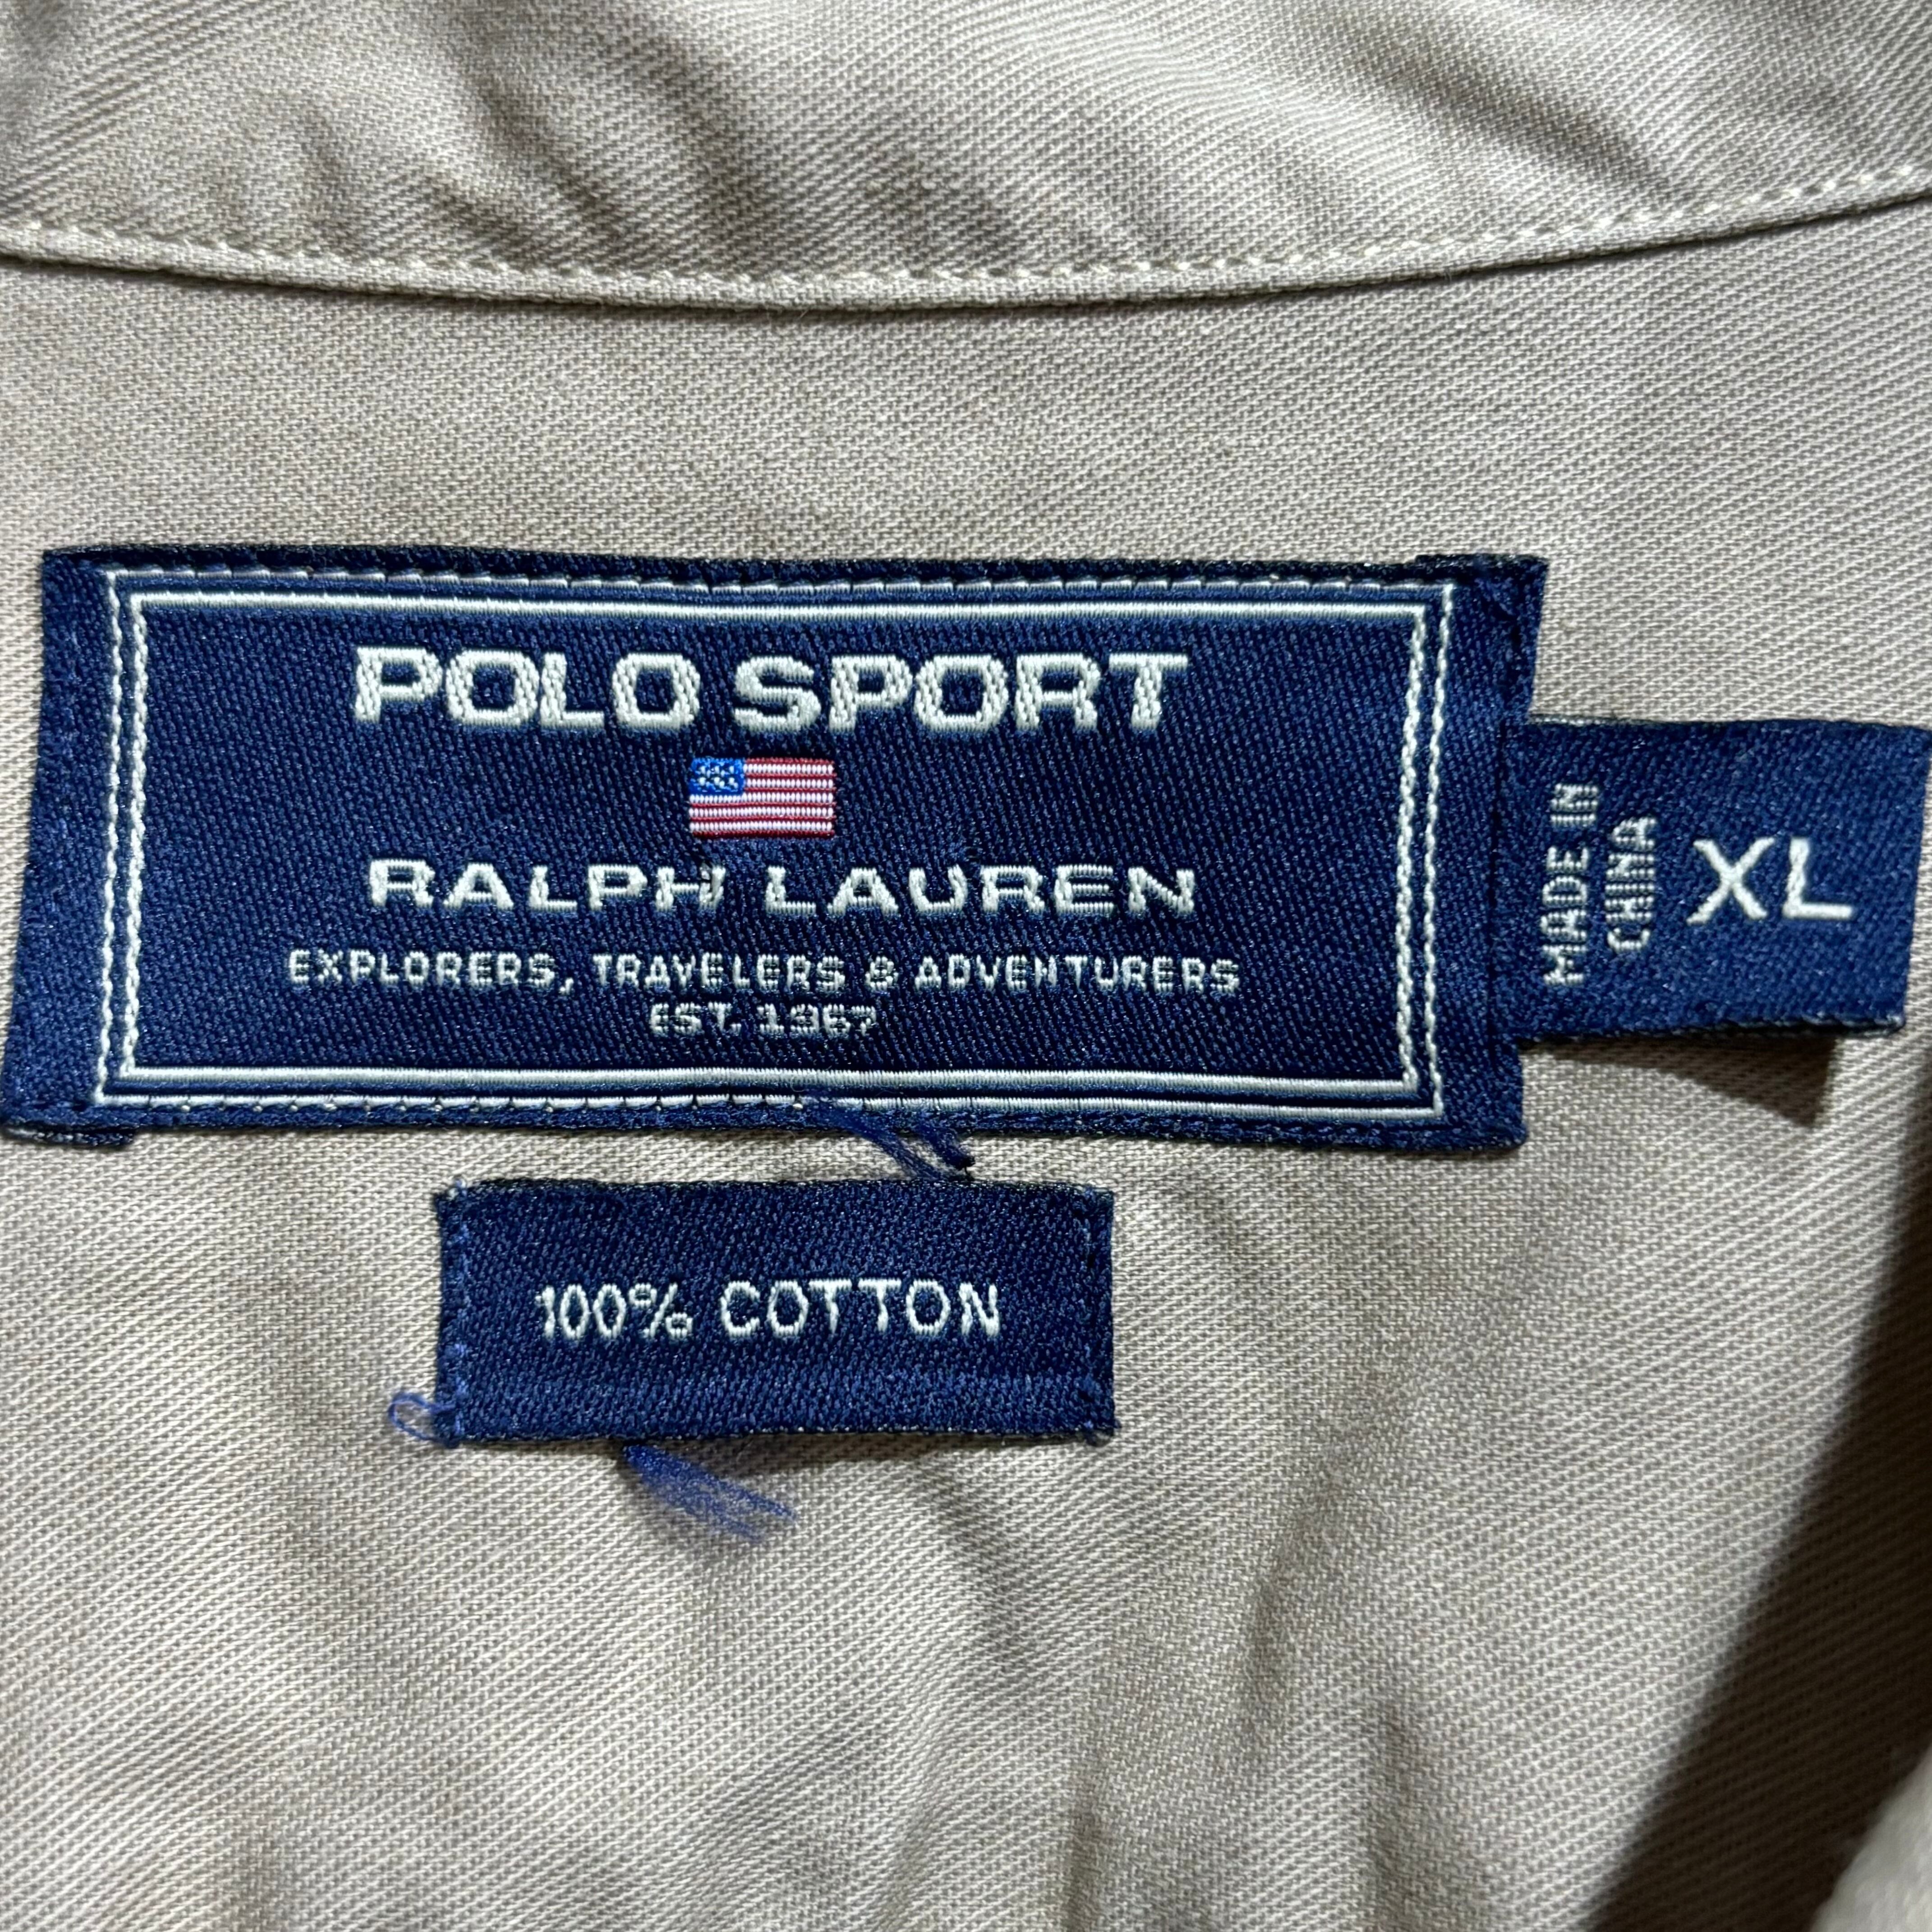 POLO SPORT
RALPH LAUREN
EXPLORERS, TRAVELERS & ADVENTURERS
EST. 1967
MADE IN
CHINA
XL
100% COTTON